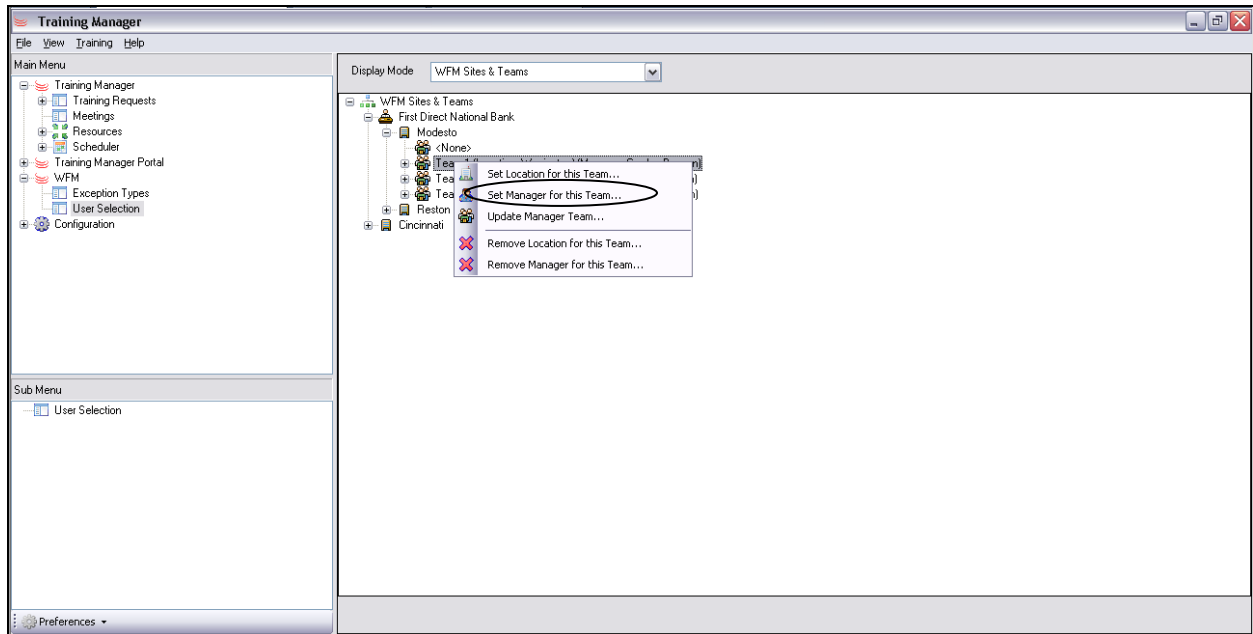 Training Manager
File View Training Help
Main Menu
Training Manager
Training Requests
Meetings
Resources
Scheduler
Training Manager Portal
WFM
Exception Types
User Selection
Configuration
Sub Menu
User Selection
Preferences
Display Mode WFM Sites & Teams
WFM Sites & Teams
First Direct National Bank
Modesto
<None>
Set Location for this Team...
Set Manager for this Team...
Update Manager Team...
Remove Location for this Team...
Remove Manager for this Team...
Reston
Cincinnati